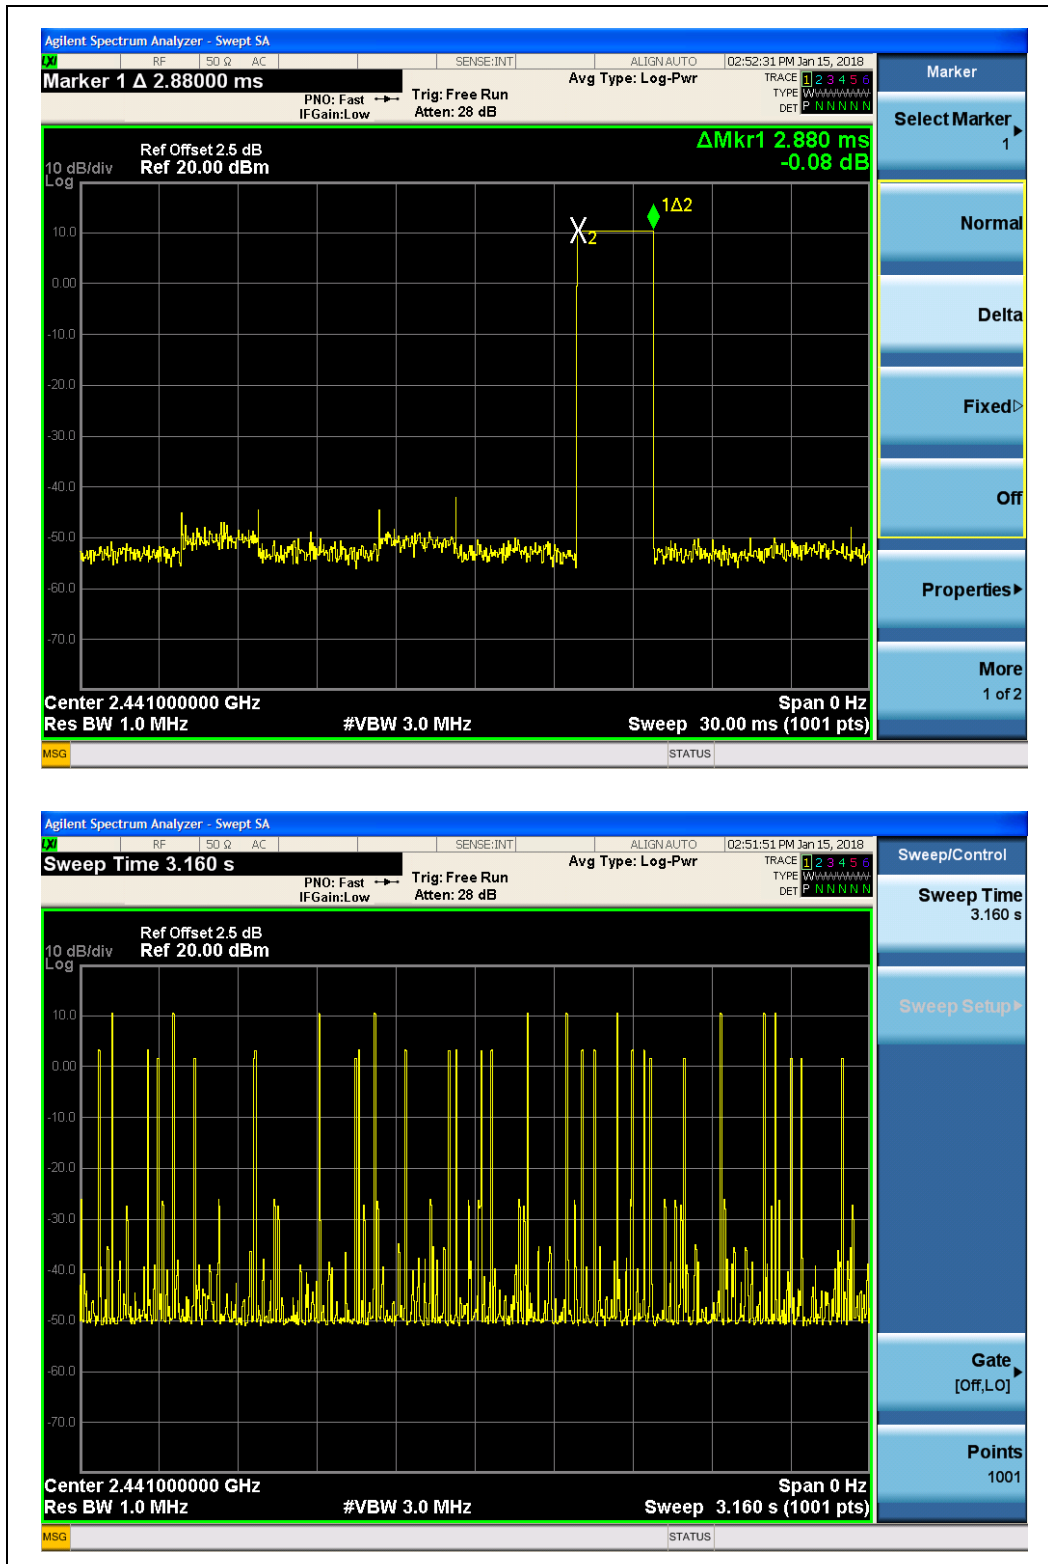 Agilent Spectrum Analyzer - Swept SA
LXI RF 50 Ω AC SENSE:INT ALIGN AUTO 02:52:31 PM Jan 15, 2018
Marker 1 Δ 2.88000 ms
PNO: Fast
IFGain:Low
Trig: Free Run
Atten: 28 dB
Avg Type: Log-Pwr
TRACE 1 2 3 4 5 6
TYPE
DET P N N N N N
ΔMkr1 2.880 ms
-0.08 dB
Ref Offset 2.5 dB
10 dB/div Ref 20.00 dBm
Log
1Δ2
X2
10.0
0.00
-10.0
-20.0
-30.0
-40.0
-50.0
-60.0
-70.0
Center 2.441000000 GHz Span 0 Hz
Res BW 1.0 MHz #VBW 3.0 MHz Sweep 30.00 ms (1001 pts)
MSG STATUS
Marker
Select Marker
1
Normal
Delta
Fixed
Off
Properties
More
1 of 2
Agilent Spectrum Analyzer - Swept SA
LXI RF 50 Ω AC SENSE:INT ALIGN AUTO 02:51:51 PM Jan 15, 2018
Sweep Time 3.160 s
PNO: Fast
IFGain:Low
Trig: Free Run
Atten: 28 dB
Avg Type: Log-Pwr
TRACE 1 2 3 4 5 6
TYPE
DET P N N N N N
Ref Offset 2.5 dB
10 dB/div Ref 20.00 dBm
Log
10.0
0.00
-10.0
-20.0
-30.0
-40.0
-50.0
-60.0
-70.0
Center 2.441000000 GHz Span 0 Hz
Res BW 1.0 MHz #VBW 3.0 MHz Sweep 3.160 s (1001 pts)
MSG STATUS
Sweep/Control
Sweep Time
3.160 s
Sweep Setup
Gate
[Off,LO]
Points
1001